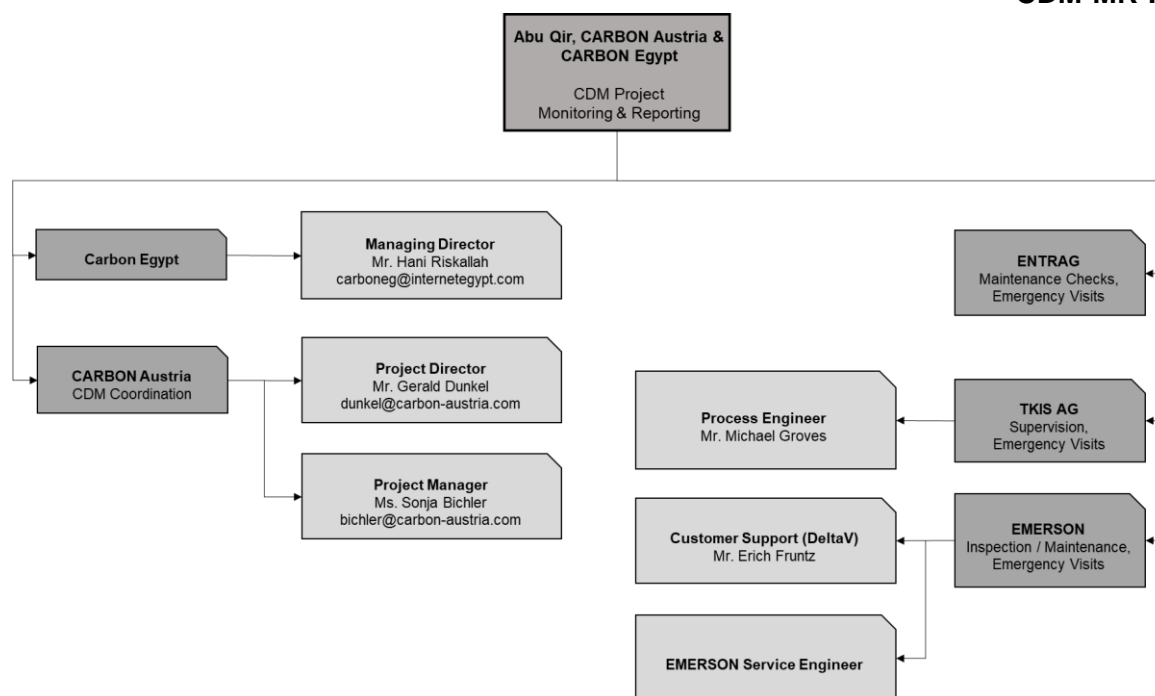 Abu Qir, CARBON Austria &
CARBON Egypt
CDM Project
Monitoring & Reporting
Carbon Egypt
Managing Director
Mr. Hani Riskallah
carboneg@internetegypt.com
ENTRAG
Maintenance Checks,
Emergency Visits
CARBON Austria
CDM Coordination
Project Director
Mr. Gerald Dunkel
dunkel@carbon-austria.com
Process Engineer
Mr. Michael Groves
TKIS AG
Supervision,
Emergency Visits
Project Manager
Ms. Sonja Bichler
bichler@carbon-austria.com
Customer Support (DeltaV)
Mr. Erich Fruntz
EMERSON
Inspection / Maintenance,
Emergency Visits
EMERSON Service Engineer